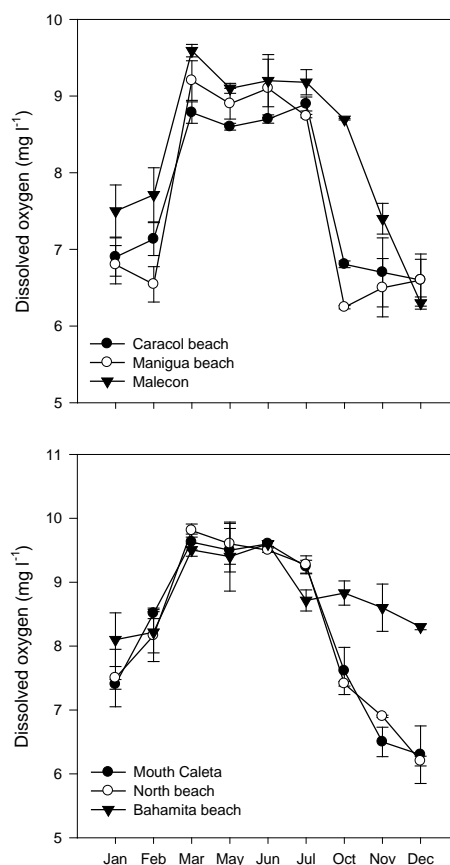 10
9
8
7
6
5
Dissolved oxygen (mg l-1)
Caracol beach
Manigua beach
Malecon
11
10
9
8
7
6
5
Dissolved oxygen (mg l-1)
Mouth Caleta
North beach
Bahamita beach
Jan Feb Mar May Jun Jul Oct Nov Dec